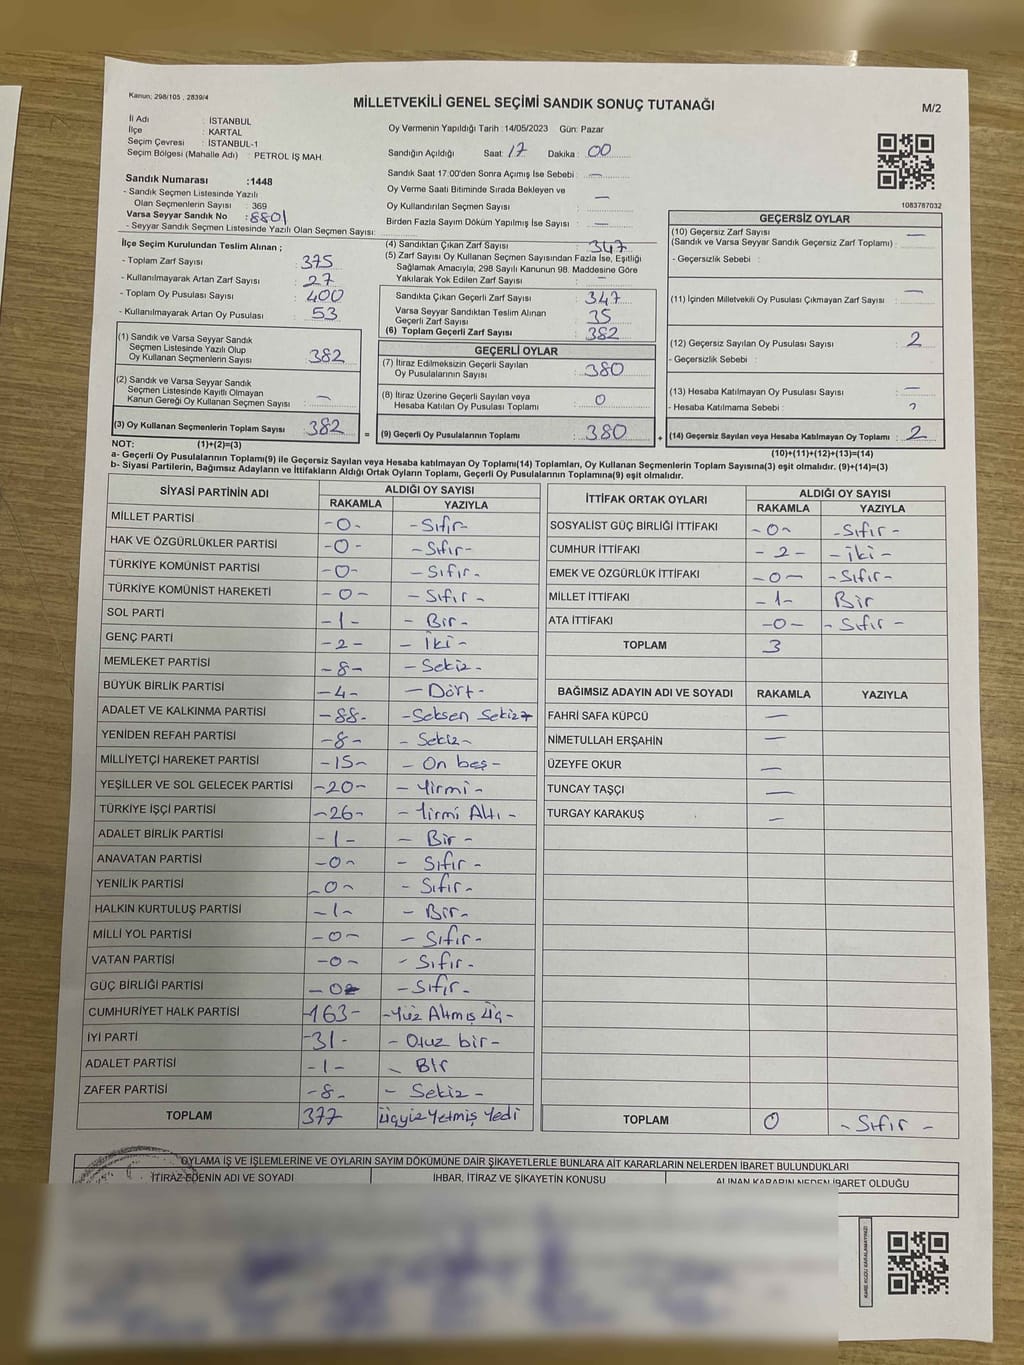 Kanun; 298/105 , 2839/4
MİLLETVEKİLİ GENEL SEÇİMİ SANDIK SONUÇ TUTANAĞI
M/2
İl Adı : İSTANBUL
İlçe : KARTAL
Seçim Çevresi : İSTANBUL-1
Seçim Bölgesi (Mahalle Adı) : PETROL İŞ MAH.
Sandık Numarası :1448
- Sandık Seçmen Listesinde Yazılı
Olan Seçmenlerin Sayısı : 369
Varsa Seyyar Sandık No : 8801
- Seyyar Sandık Seçmen Listesinde Yazılı Olan Seçmen Sayısı:
Oy Vermenin Yapıldığı Tarih : 14/05/2023 Gün: Pazar
Sandığın Açıldığı Saat: 17 Dakika : 00
Sandık Saat 17:00'den Sonra Açımış İse Sebebi : —
Oy Verme Saati Bitiminde Sırada Bekleyen ve
Oy Kullandırılan Seçmen Sayısı : —
Birden Fazla Sayım Döküm Yapılmış İse Sayısı : —
1083787032
İlçe Seçim Kurulundan Teslim Alınan ;
- Toplam Zarf Sayısı : 375
- Kullanılmayarak Artan Zarf Sayısı : 27
- Toplam Oy Pusulası Sayısı : 400
- Kullanılmayarak Artan Oy Pusulası : 53
(1) Sandık ve Varsa Seyyar Sandık
Seçmen Listesinde Yazılı Olup
Oy Kullanan Seçmenlerin Sayısı : 382
(2) Sandık ve Varsa Seyyar Sandık
Seçmen Listesinde Kayıtlı Olmayan
Kanun Gereği Oy Kullanan Seçmen Sayısı : —
(3) Oy Kullanan Seçmenlerin Toplam Sayısı : 382
(4) Sandıktan Çıkan Zarf Sayısı : 347
(5) Zarf Sayısı Oy Kullanan Seçmen Sayısından Fazla İse, Eşitliği
Sağlamak Amacıyla, 298 Sayılı Kanunun 98. Maddesine Göre
Yakılarak Yok Edilen Zarf Sayısı : —
Sandıkta Çıkan Geçerli Zarf Sayısı : 347
Varsa Seyyar Sandıktan Teslim Alınan
Geçerli Zarf Sayısı : 35
(6) Toplam Geçerli Zarf Sayısı : 382
GEÇERLİ OYLAR
(7) İtiraz Edilmeksizin Geçerli Sayılan
Oy Pusulalarının Sayısı : 380
(8) İtiraz Üzerine Geçerli Sayılan veya
Hesaba Katılan Oy Pusulası Toplamı : 0
= (9) Geçerli Oy Pusulalarının Toplamı : 380 +
GEÇERSİZ OYLAR
(10) Geçersiz Zarf Sayısı : —
(Sandık ve Varsa Seyyar Sandık Geçersiz Zarf Toplamı) :
- Geçersizlik Sebebi :
(11) İçinden Milletvekili Oy Pusulası Çıkmayan Zarf Sayısı : —
(12) Geçersiz Sayılan Oy Pusulası Sayısı : 2
- Geçersizlik Sebebi :
(13) Hesaba Katılmayan Oy Pusulası Sayısı : —
- Hesaba Katılmama Sebebi :
(14) Geçersiz Sayılan veya Hesaba Katılmayan Oy Toplamı : 2
NOT: (1)+(2)=(3)
(10)+(11)+(12)+(13)=(14)
a- Geçerli Oy Pusulaların Toplamı(9) ile Geçersiz Sayılan veya Hesaba katılmayan Oy Toplamı(14) Toplamları, Oy Kullanan Seçmenlerin Toplam Sayısına(3) eşit olmalıdır. (9)+(14)=(3)
b- Siyasi Partilerin, Bağımsız Adayların ve İttifakların Aldığı Ortak Oyların Toplamı, Geçerli Oy Pusulalarının Toplamına(9) eşit olmalıdır.
SİYASİ PARTİNİN ADI ALDIĞI OY SAYISI
RAKAMLA YAZIYLA
MİLLET PARTİSİ -0- -Sıfır-
HAK VE ÖZGÜRLÜKLER PARTİSİ -0- -Sıfır-
TÜRKİYE KOMÜNİST PARTİSİ -0- -Sıfır-
TÜRKİYE KOMÜNİST HAREKETİ -0- -Sıfır-
SOL PARTİ -1- -Bir-
GENÇ PARTİ -2- -İki-
MEMLEKET PARTİSİ -8- -Sekiz-
BÜYÜK BİRLİK PARTİSİ -4- -Dört-
ADALET VE KALKINMA PARTİSİ -88- -Seksen Sekiz-
YENİDEN REFAH PARTİSİ -8- -Sekiz-
MİLLİYETÇİ HAREKET PARTİSİ -15- -On beş-
YEŞİLLER VE SOL GELECEK PARTİSİ -20- -Yirmi-
TÜRKİYE İŞÇİ PARTİSİ -26- -Yirmi Altı-
ADALET BİRLİK PARTİSİ -1- -Bir-
ANAVATAN PARTİSİ -0- -Sıfır-
YENİLİK PARTİSİ -0- -Sıfır-
HALKIN KURTULUŞ PARTİSİ -1- -Bir-
MİLLİ YOL PARTİSİ -0- -Sıfır-
VATAN PARTİSİ -0- -Sıfır-
GÜÇ BİRLİĞİ PARTİSİ -0- -Sıfır-
CUMHURİYET HALK PARTİSİ -163- -Yüz Altmış Üç-
İYİ PARTİ -31- -Otuz bir-
ADALET PARTİSİ -1- - Bir
ZAFER PARTİSİ -8- -Sekiz-
TOPLAM 377 Üçyüz Yetmiş Yedi
İTTİFAK ORTAK OYLARI ALDIĞI OY SAYISI
RAKAMLA YAZIYLA
SOSYALİST GÜÇ BİRLİĞİ İTTİFAKI -0- -Sıfır-
CUMHUR İTTİFAKI -2- -İki-
EMEK VE ÖZGÜRLÜK İTTİFAKI -0- -Sıfır-
MİLLET İTTİFAKI -1- Bir
ATA İTTİFAKI -0- -Sıfır-
TOPLAM 3
BAĞIMSIZ ADAYIN ADI VE SOYADI RAKAMLA YAZIYLA
FAHRİ SAFA KÜPCÜ —
NİMETULLAH ERŞAHİN —
ÜZEYFE OKUR —
TUNCAY TAŞÇI —
TURGAY KARAKUŞ —
TOPLAM 0 -Sıfır-
OYLAMA İŞ VE İŞLEMLERİNE VE OYLARIN SAYIM DÖKÜMÜNE DAİR ŞİKAYETLERLE BUNLARA AİT KARARLARIN NELERDEN İBARET BULUNDUKLARI
İTİRAZ EDENİN ADI VE SOYADI İHBAR, İTİRAZ VE ŞİKAYETİN KONUSU ALINAN KARARIN NEDEN İBARET OLDUĞU
KARE KODU KARALAMAYINIZ!